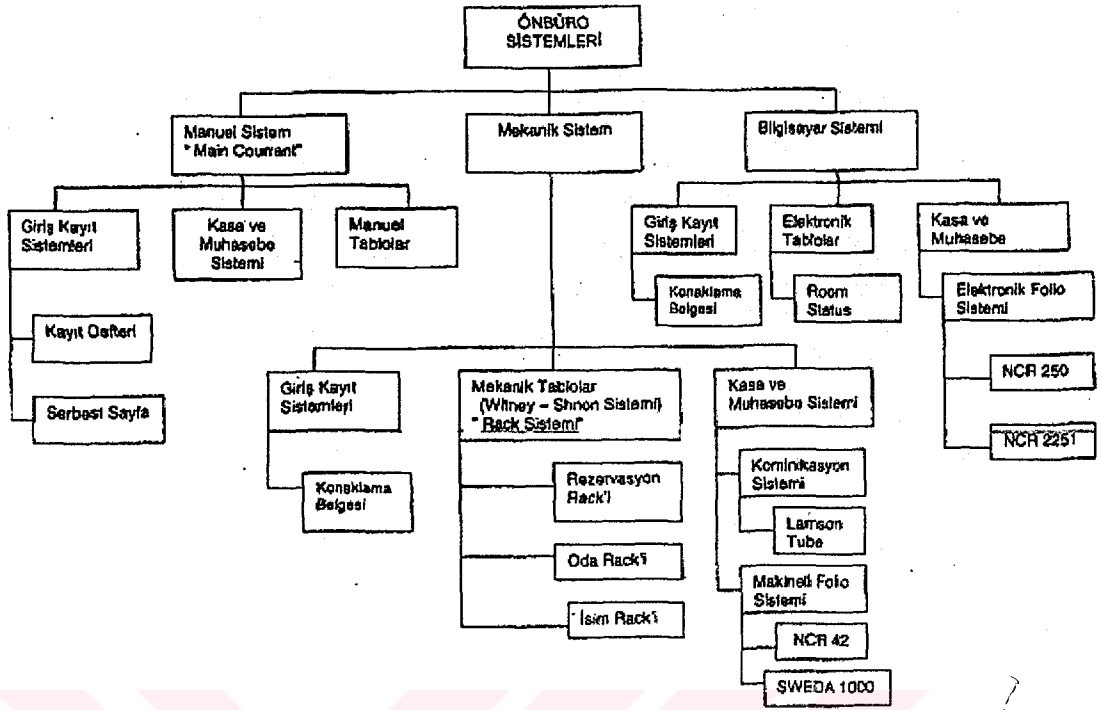 ÖNBÜRO
SİSTEMLERİ
Manuel Sistem
"Main Courrant"
Mekanik Sistem
Bilgisayar Sistemi
Giriş Kayıt
Sistemleri
Kasa ve
Muhasebe
Sistemi
Manuel
Tablolar
Giriş Kayıt
Sistemleri
Elektronik
Tablolar
Kasa ve
Muhasebe
Kayıt Defteri
Serbest Sayfa
Konaklama
Belgesi
Room
Status
Elektronik Folio
Sistemi
NCR 250
NCR 2251
Giriş Kayıt
Sistemleri
Mekanik Tablolar
(Witney – Shnon Sistemi)
"Rack Sistemi"
Kasa ve
Muhasebe Sistemi
Konaklama
Belgesi
Rezervasyon
Rack'i
Oda Rack'i
İsim Rack'i
Kominikasyon
Sistemi
Lamson
Tube
Makineli Folio
Sistemi
NCR 42
SWEDA 1000